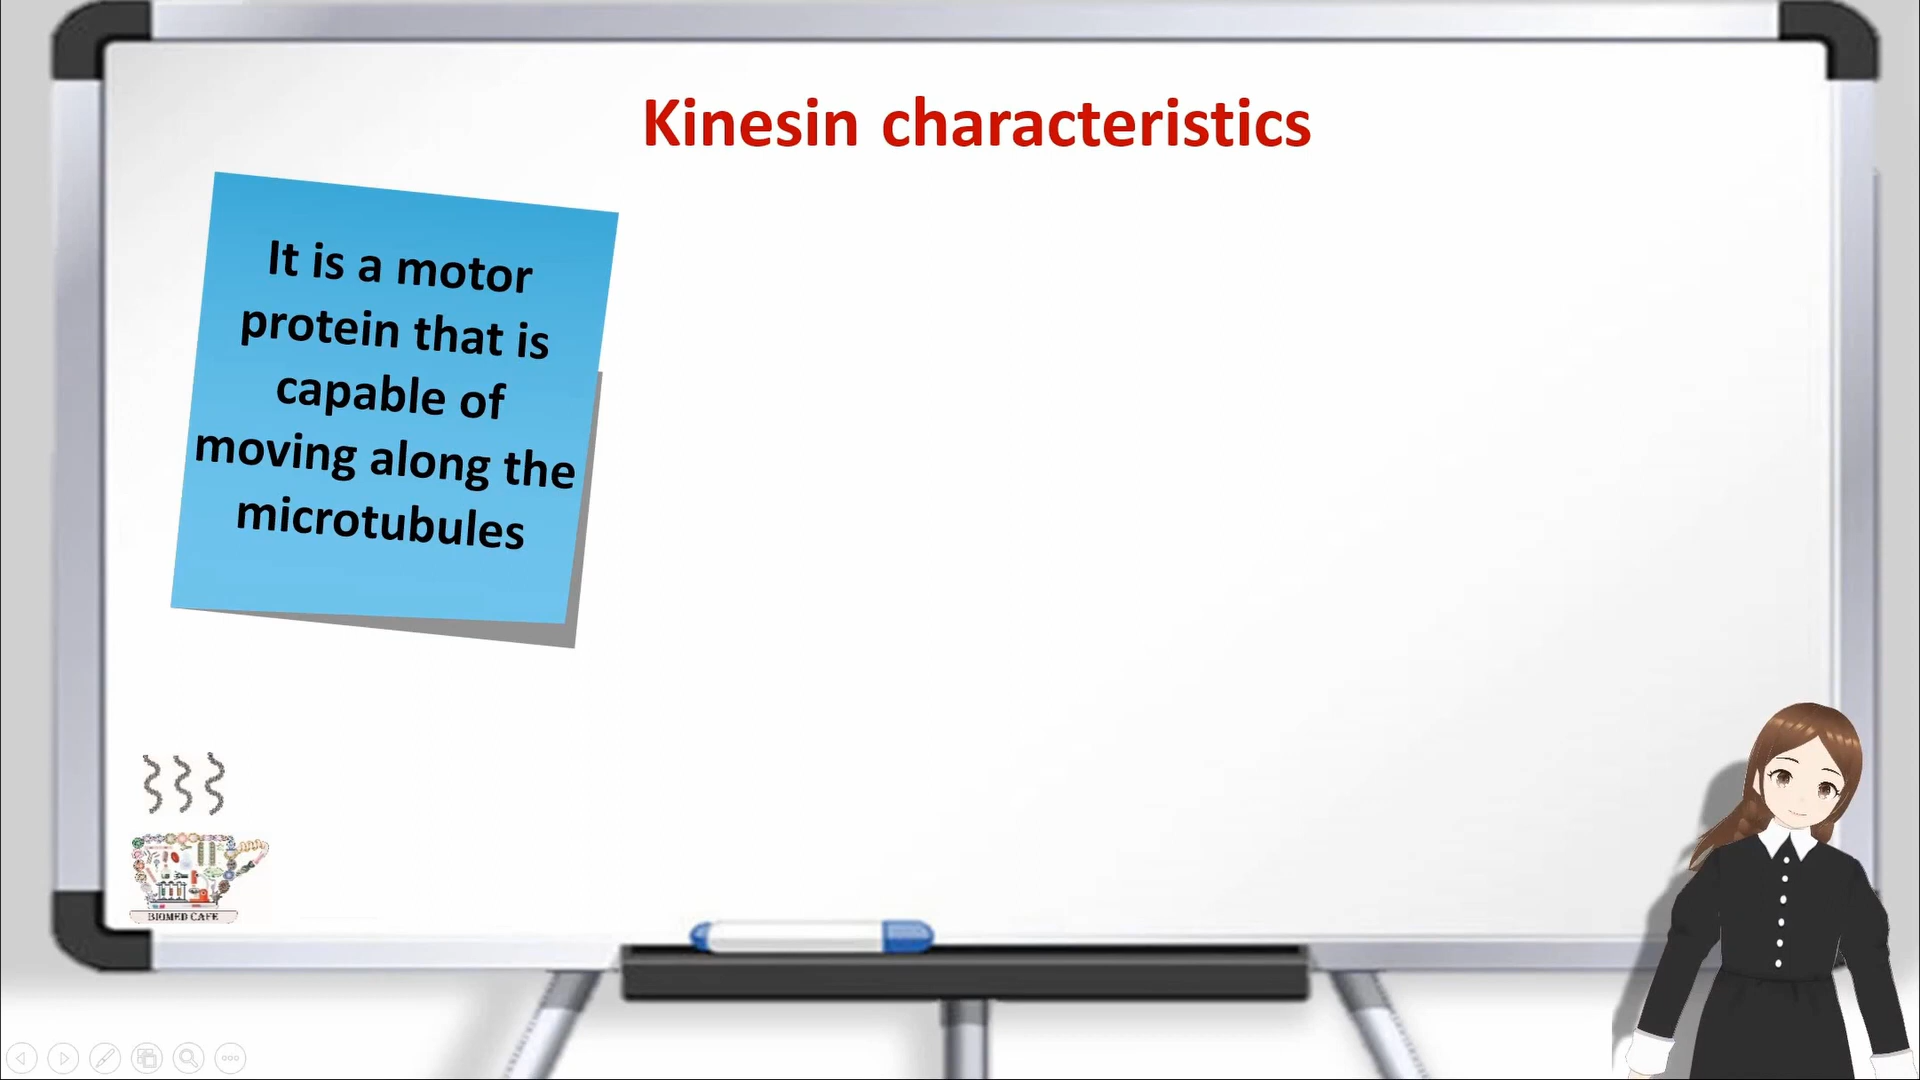 Kinesin characteristics
It is a motor
protein that is
capable of
moving along the
microtubules
BIOMED CAFE